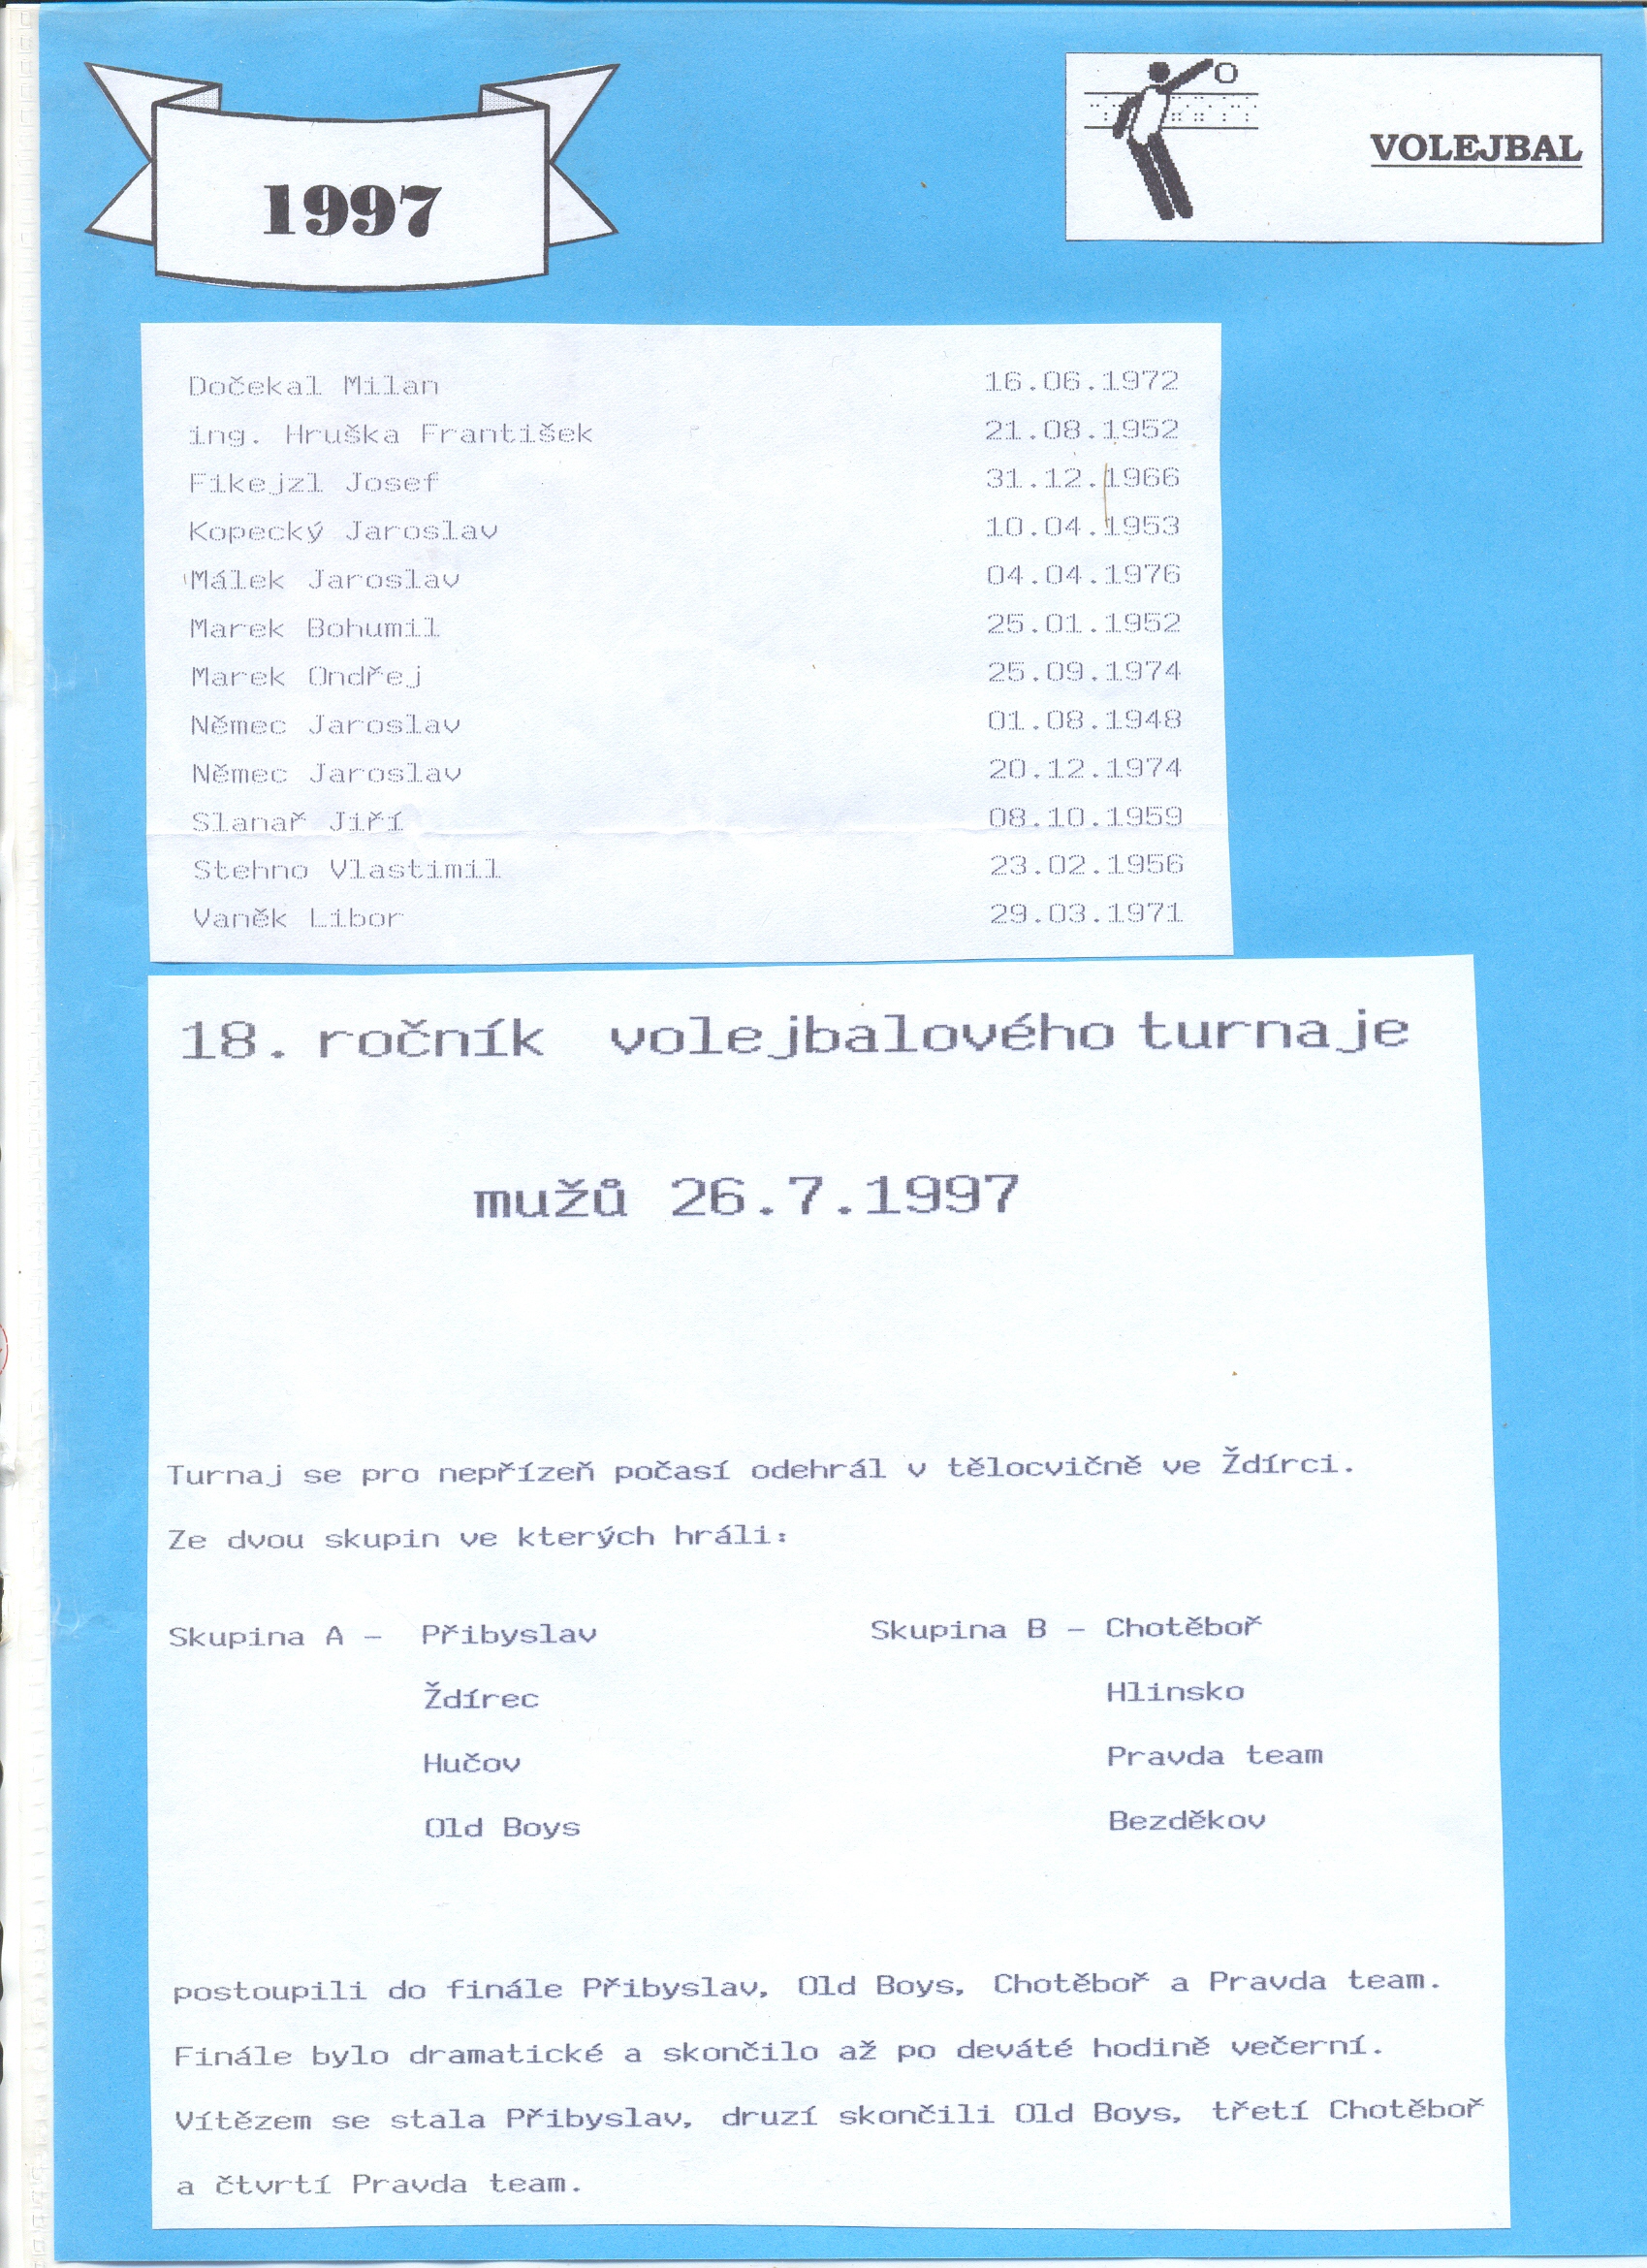 1997
VOLEJBAL
Dočekal Milan 16.06.1972
ing. Hruška František 21.08.1952
Fikejzl Josef 31.12.1966
Kopecký Jaroslav 10.04.1953
Málek Jaroslav 04.04.1976
Marek Bohumil 25.01.1952
Marek Ondřej 25.09.1974
Němec Jaroslav 01.08.1948
Němec Jaroslav 20.12.1974
Slanař Jiří 08.10.1959
Stehno Vlastimil 23.02.1956
Vaněk Libor 29.03.1971
18. ročník volejbalového turnaje
mužů 26.7.1997
Turnaj se pro nepřízeň počasí odehrál v tělocvičně ve Ždírci.
Ze dvou skupin ve kterých hráli:
Skupina A – Přibyslav Skupina B – Chotěboř
Ždírec Hlinsko
Hučov Pravda team
Old Boys Bezděkov
postoupili do finále Přibyslav, Old Boys, Chotěboř a Pravda team.
Finále bylo dramatické a skončilo až po deváté hodině večerní.
Vítězem se stala Přibyslav, druzí skončili Old Boys, třetí Chotěboř
a čtvrtí Pravda team.